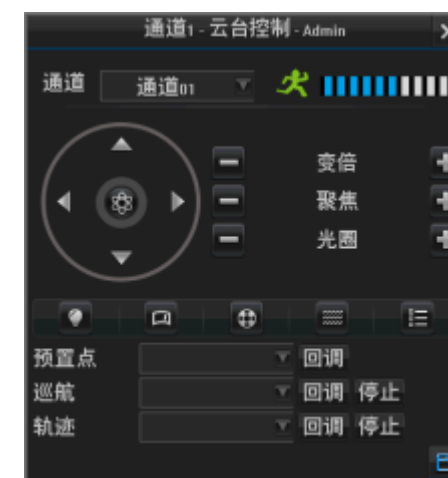 通道1 - 云台控制 - Admin
通道 通道01
变倍
聚焦
光圈
预置点 回调
巡航 回调 停止
轨迹 回调 停止